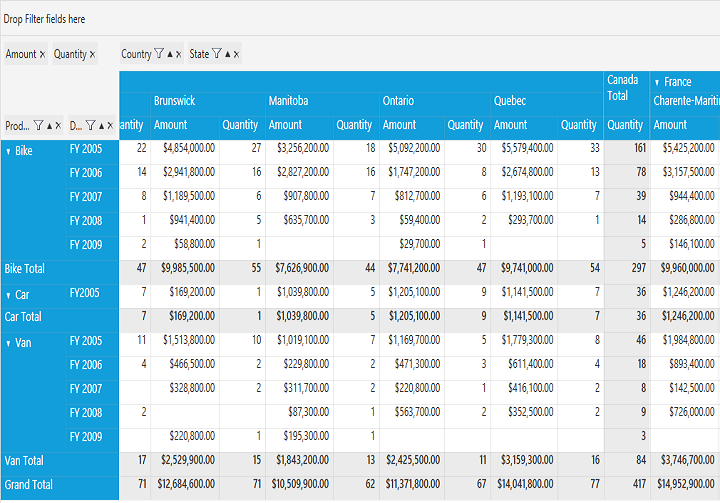 Drop Filter fields here
Amount × Quantity × Country ▲ × State ▲ ×
Canada ▾ France
Brunswick Manitoba Ontario Quebec Total Charente-Mariti
Prod... ▲ × D... ▲ × antity Amount Quantity Amount Quantity Amount Quantity Amount Quantity Quantity Amount
▾ Bike FY 2005 22 $4,854,000.00 27 $3,256,200.00 18 $5,092,200.00 30 $5,579,400.00 33 161 $5,425,200.00
FY 2006 14 $2,941,800.00 16 $2,827,200.00 16 $1,747,200.00 8 $2,674,800.00 13 78 $3,157,500.00
FY 2007 8 $1,189,500.00 6 $907,800.00 7 $812,700.00 6 $1,193,100.00 7 39 $944,400.00
FY 2008 1 $941,400.00 5 $635,700.00 3 $59,400.00 2 $293,700.00 1 14 $286,800.00
FY 2009 2 $58,800.00 1 $29,700.00 1 5 $146,100.00
Bike Total 47 $9,985,500.00 55 $7,626,900.00 44 $7,741,200.00 47 $9,741,000.00 54 297 $9,960,000.00
▾ Car FY2005 7 $169,200.00 1 $1,039,800.00 5 $1,205,100.00 9 $1,141,500.00 7 36 $1,246,200.00
Car Total 7 $169,200.00 1 $1,039,800.00 5 $1,205,100.00 9 $1,141,500.00 7 36 $1,246,200.00
▾ Van FY 2005 11 $1,513,800.00 10 $1,019,100.00 7 $1,169,700.00 5 $1,779,300.00 8 46 $1,984,800.00
FY 2006 4 $466,500.00 2 $229,800.00 2 $471,300.00 3 $611,400.00 4 18 $893,400.00
FY 2007 $328,800.00 2 $311,700.00 2 $220,800.00 1 $416,100.00 2 8 $142,500.00
FY 2008 2 $87,300.00 1 $563,700.00 2 $352,500.00 2 9 $726,000.00
FY 2009 $220,800.00 1 $195,300.00 1 3
Van Total 17 $2,529,900.00 15 $1,843,200.00 13 $2,425,500.00 11 $3,159,300.00 16 84 $3,746,700.00
Grand Total 71 $12,684,600.00 71 $10,509,900.00 62 $11,371,800.00 67 $14,041,800.00 77 417 $14,952,900.00